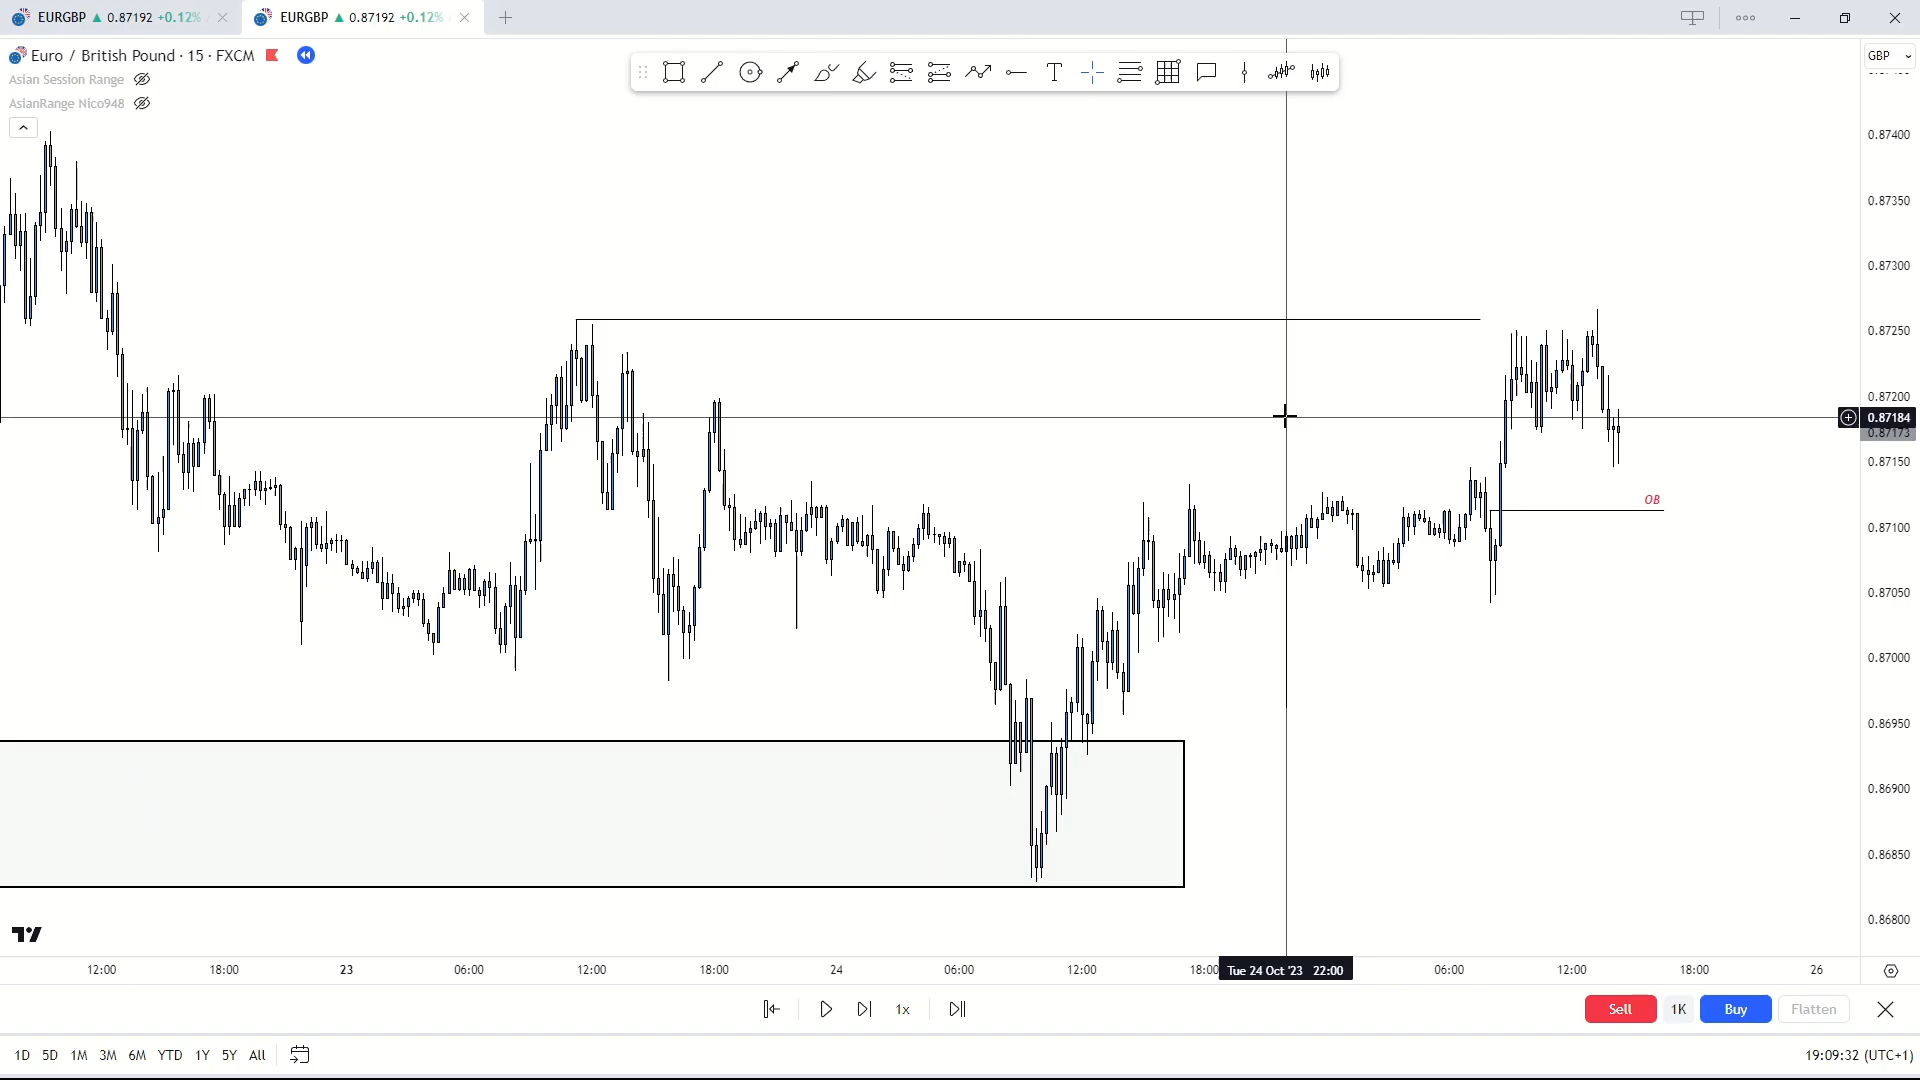 EURGBP ▲ 0.87192 +0.12%
EURGBP ▲ 0.87192 +0.12%
Euro / British Pound · 15 · FXCM
GBP
Asian Session Range
AsianRange Nico948
0.87400
0.87350
0.87300
0.87250
0.87200
0.87184
0.87173
0.87150
OB
0.87100
0.87050
0.87000
0.86950
0.86900
0.86850
0.86800
12:00 18:00 23 06:00 12:00 18:00 24 06:00 12:00 18:00 Tue 24 Oct '23 22:00 06:00 12:00 18:00 26
1x
Sell 1K Buy Flatten
1D 5D 1M 3M 6M YTD 1Y 5Y All
19:09:32 (UTC+1)